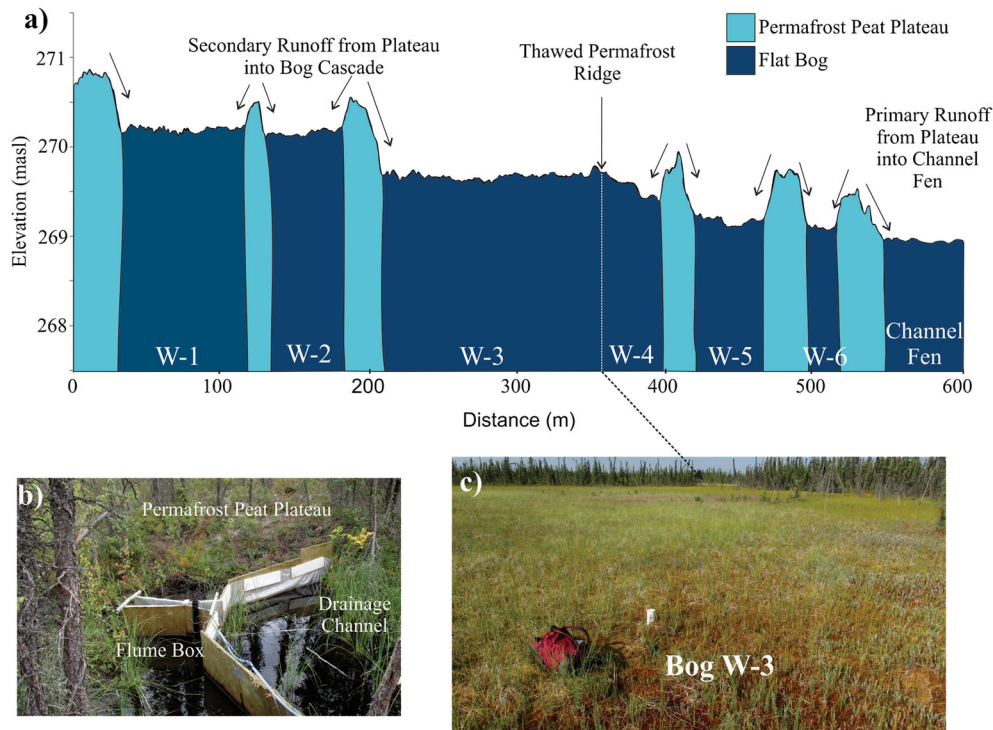 a)
Permafrost Peat Plateau
Flat Bog
Secondary Runoff from Plateau
into Bog Cascade
Thawed Permafrost
Ridge
Primary Runoff
from Plateau
into Channel
Fen
Elevation (masl)
271
270
269
268
W-1
W-2
W-3
W-4
W-5
W-6
Channel
Fen
0
100
200
300
400
500
600
Distance (m)
b)
Permafrost Peat Plateau
Drainage
Channel
Flume Box
c)
Bog W-3